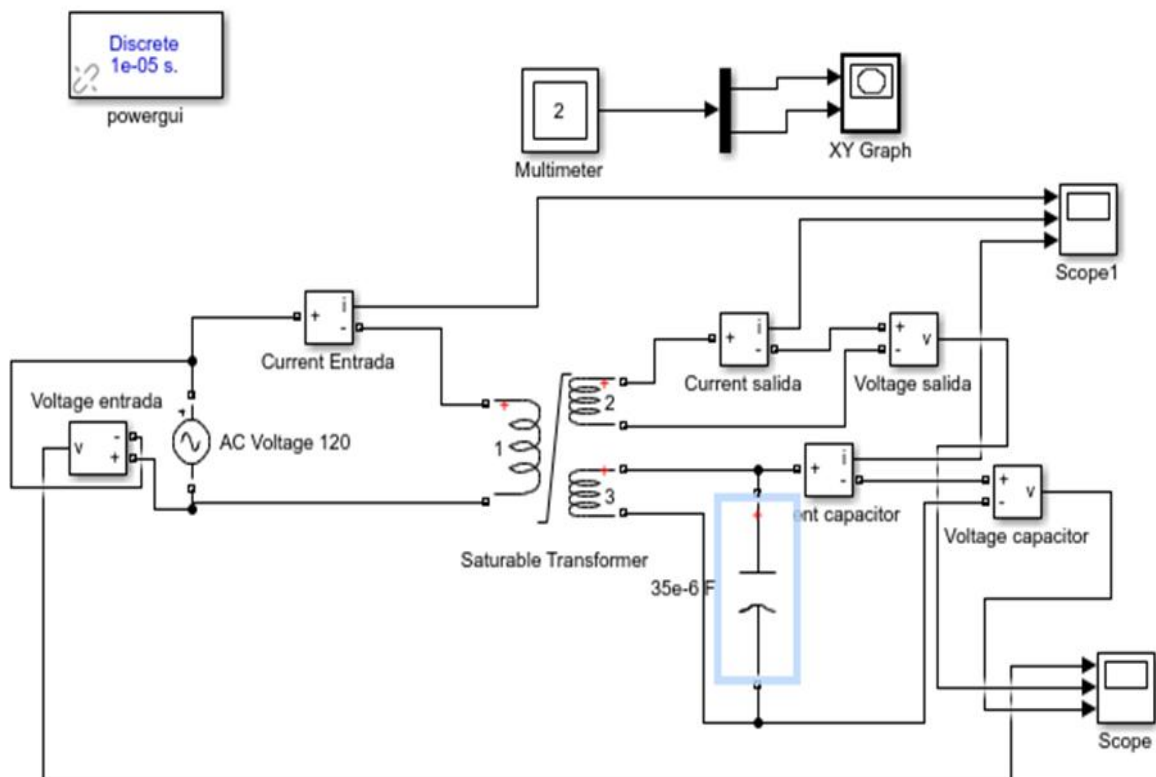 Discrete
1e-05 s.
powergui
2
Multimeter
XY Graph
Scope1
+
i
-
Current Entrada
+
i
-
Current salida
+
-
v
Voltage salida
Voltage entrada
v
-
+
AC Voltage 120
+
1
+
2
+
3
Saturable Transformer
+
i
-
ent capacitor
+
-
v
Voltage capacitor
+
35e-6 F
Scope